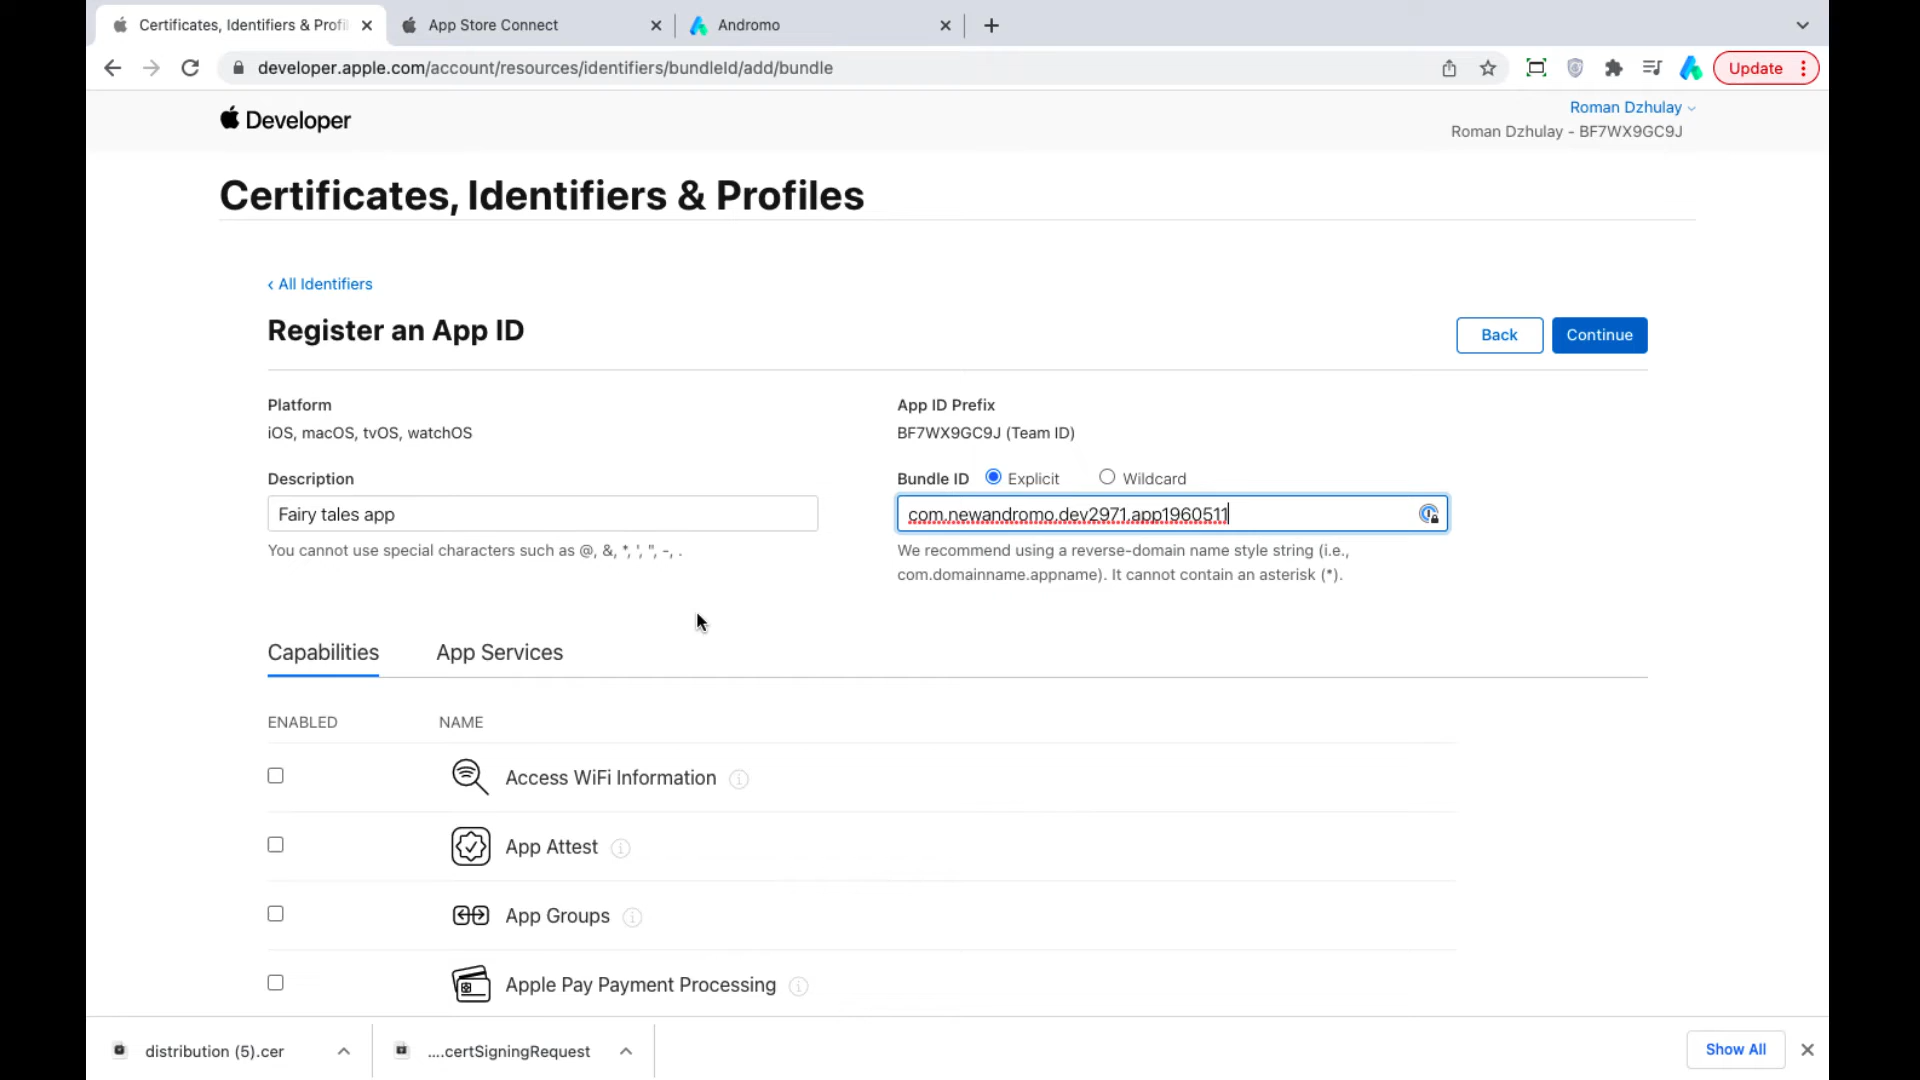 Certificates, Identifiers & Profi
App Store Connect
Andromo
developer.apple.com/account/resources/identifiers/bundleId/add/bundle
Update
Developer
Roman Dzhulay
Roman Dzhulay - BF7WX9GC9J
Certificates, Identifiers & Profiles
‹ All Identifiers
Register an App ID
Back
Continue
Platform
iOS, macOS, tvOS, watchOS
App ID Prefix
BF7WX9GC9J (Team ID)
Description
Fairy tales app
You cannot use special characters such as @, &, *, ', ", -, .
Bundle ID
Explicit
Wildcard
com.newandromo.dev2971.app1960511
We recommend using a reverse-domain name style string (i.e.,
com.domainname.appname). It cannot contain an asterisk (*).
Capabilities
App Services
ENABLED
NAME
Access WiFi Information
App Attest
App Groups
Apple Pay Payment Processing
distribution (5).cer
....certSigningRequest
Show All